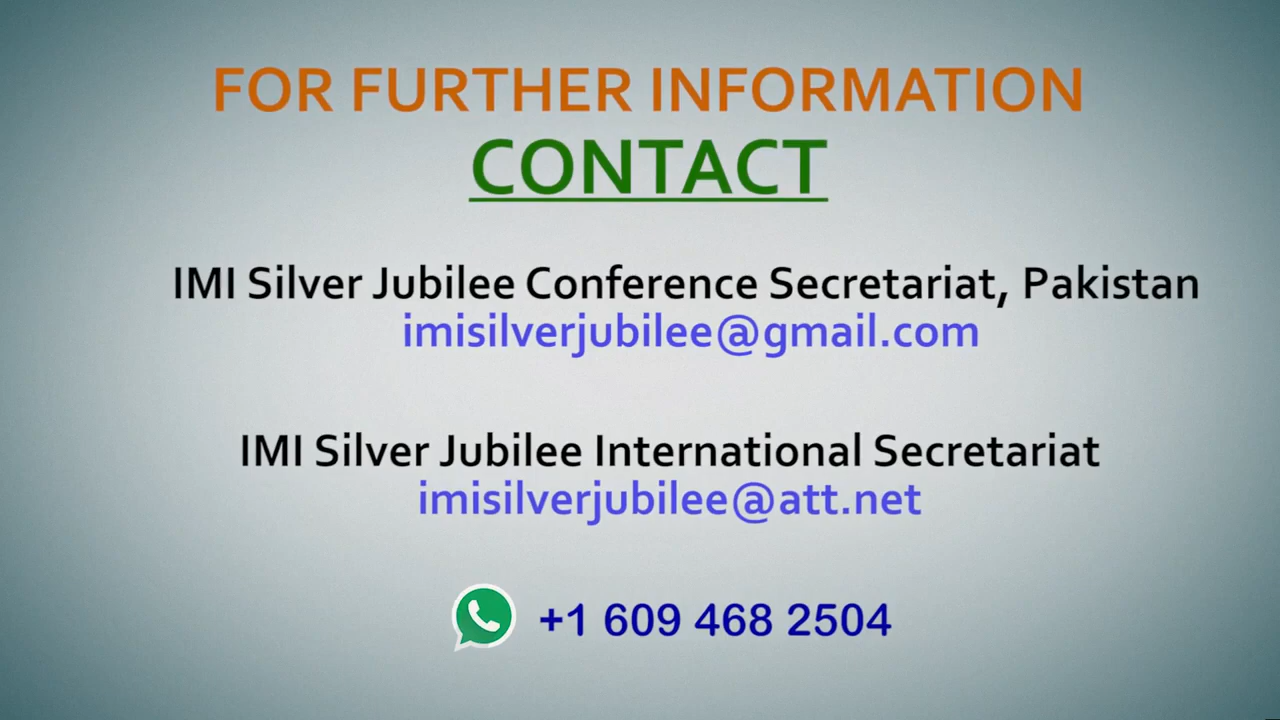 FOR FURTHER INFORMATION
CONTACT
IMI Silver Jubilee Conference Secretariat, Pakistan
imisilverjubilee@gmail.com
IMI Silver Jubilee International Secretariat
imisilverjubilee@att.net
+1 609 468 2504